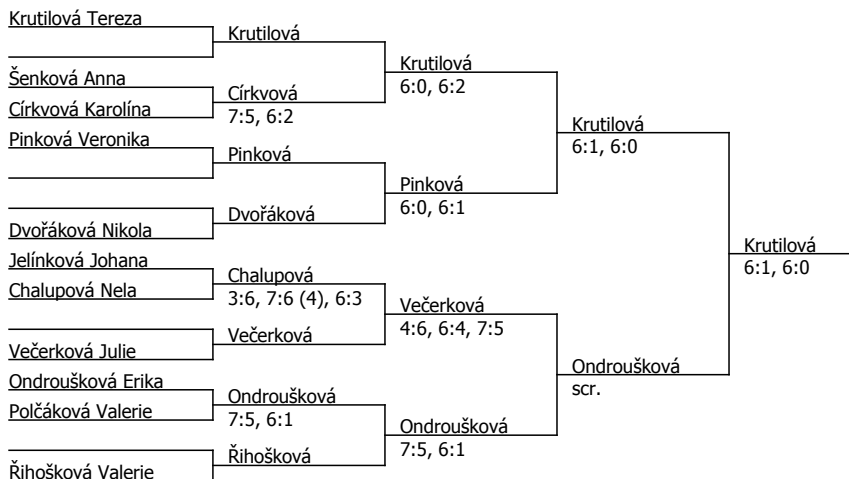 Krutilová Tereza
Šenková Anna
Církvová Karolína
Pinková Veronika
Dvořáková Nikola
Jelínková Johana
Chalupová Nela
Večerková Julie
Ondroušková Erika
Polčáková Valerie
Řihošková Valerie
Krutilová
Církvová
7:5, 6:2
Pinková
Dvořáková
Chalupová
3:6, 7:6 (4), 6:3
Večerková
Ondroušková
7:5, 6:1
Řihošková
Krutilová
6:0, 6:2
Pinková
6:0, 6:1
Večerková
4:6, 6:4, 7:5
Ondroušková
7:5, 6:1
Krutilová
6:1, 6:0
Ondroušková
scr.
Krutilová
6:1, 6:0